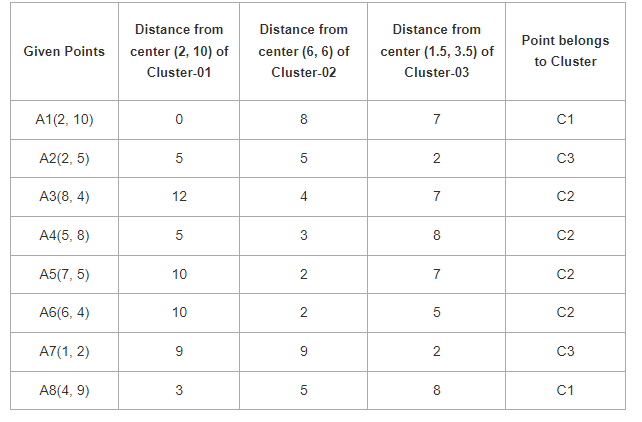 Given Points
Distance from
center (2, 10) of
Cluster-01
Distance from
center (6, 6) of
Cluster-02
Distance from
center (1.5, 3.5) of
Cluster-03
Point belongs
to Cluster
A1(2, 10) 0 8 7 C1
A2(2, 5) 5 5 2 C3
A3(8, 4) 12 4 7 C2
A4(5, 8) 5 3 8 C2
A5(7, 5) 10 2 7 C2
A6(6, 4) 10 2 5 C2
A7(1, 2) 9 9 2 C3
A8(4, 9) 3 5 8 C1